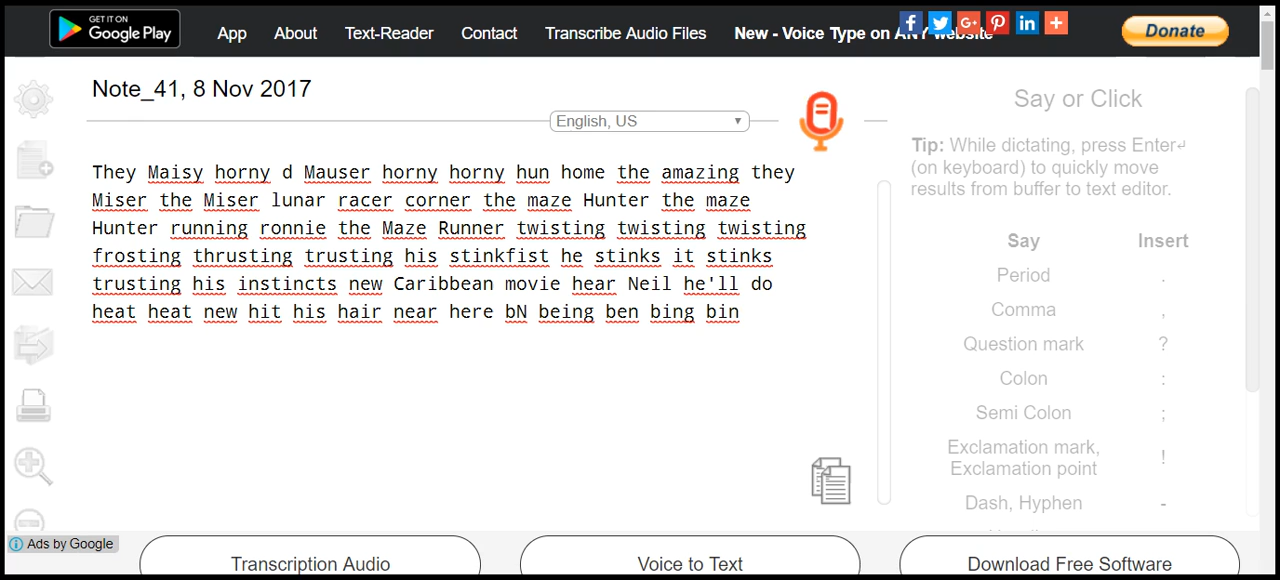 GET IT ON
Google Play
App About Text-Reader Contact Transcribe Audio Files New - Voice Type on ANY website
Donate
Note_41, 8 Nov 2017
English, US
They Maisy horny d Mauser horny horny hun home the amazing they
Miser the Miser lunar racer corner the maze Hunter the maze
Hunter running ronnie the Maze Runner twisting twisting twisting
frosting thrusting trusting his stinkfist he stinks it stinks
trusting his instincts new Caribbean movie hear Neil he'll do
heat heat new hit his hair near here bN being ben bing bin
Say or Click
Tip: While dictating, press Enter↵
(on keyboard) to quickly move
results from buffer to text editor.
Say Insert
Period .
Comma ,
Question mark ?
Colon :
Semi Colon ;
Exclamation mark,
Exclamation point !
Dash, Hyphen -
Ads by Google
Transcription Audio
Voice to Text
Download Free Software